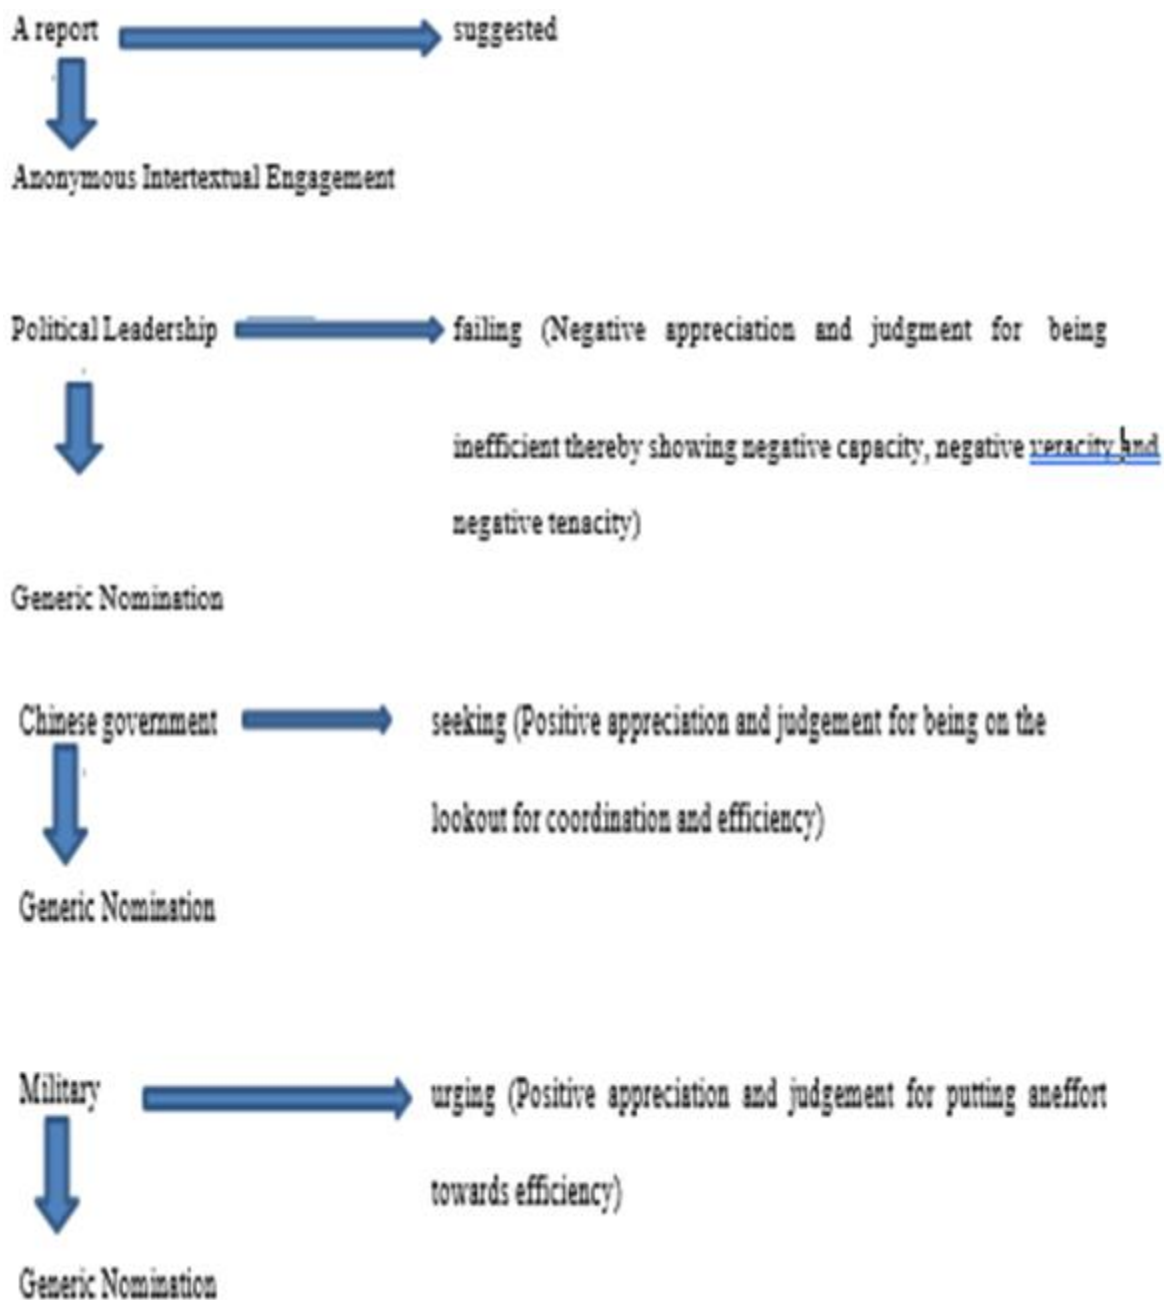 A report suggested
Anonymous Intertextual Engagement
Political Leadership failing (Negative appreciation and judgment for being
inefficient thereby showing negative capacity, negative veracity and
negative tenacity)
Generic Nomination
Chinese government seeking (Positive appreciation and judgement for being on the
lookout for coordination and efficiency)
Generic Nomination
Military urging (Positive appreciation and judgement for putting aneffort
towards efficiency)
Generic Nomination